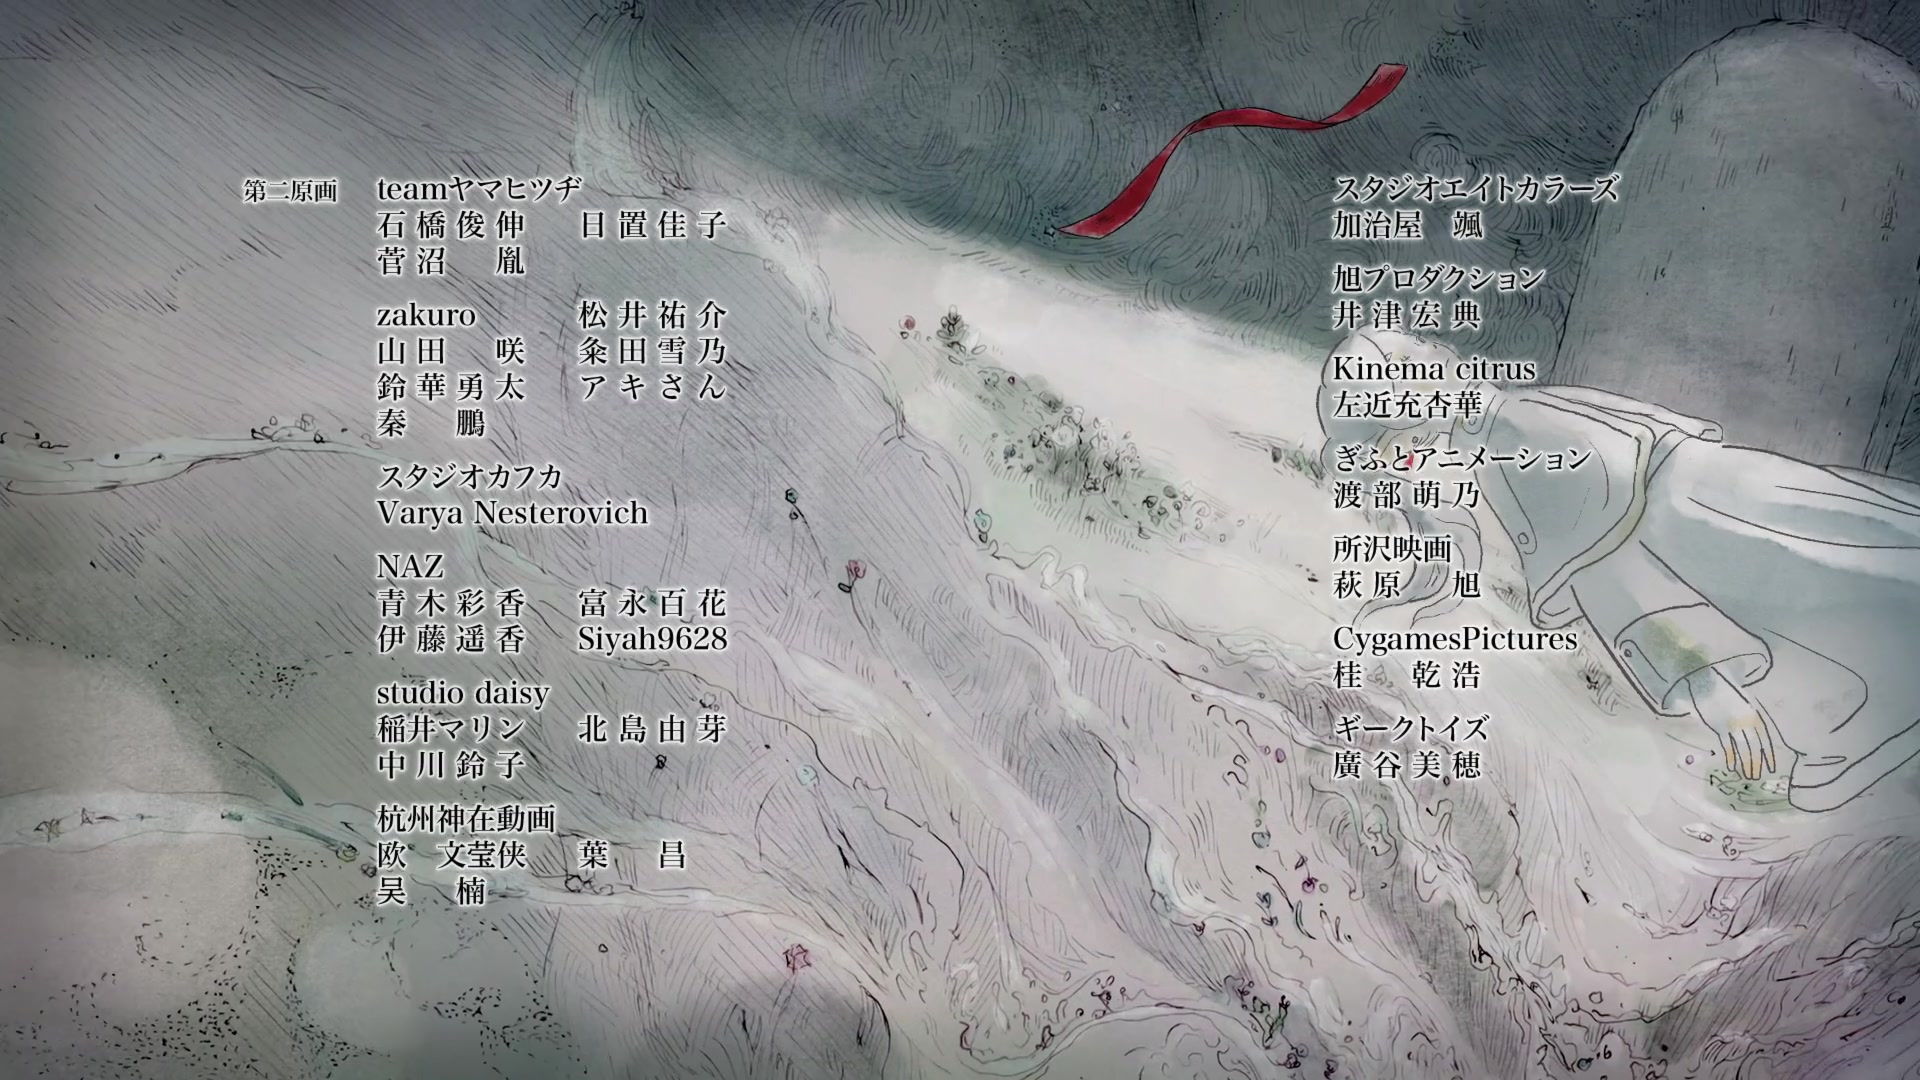 第二原画
teamヤマヒツヂ
石橋俊伸 日置佳子
菅沼 胤
zakuro 松井祐介
山田 咲 粂田雪乃
鈴華勇太 アキさん
秦 鵬
スタジオカフカ
Varya Nesterovich
NAZ
青木彩香 富永百花
伊藤遥香 Siyah9628
studio daisy
稲井マリン 北島由芽
中川鈴子
杭州神在動画
欧 文莹侠 葉 昌
吴 楠
スタジオエイトカラーズ
加治屋 颯
旭プロダクション
井津宏典
Kinema citrus
左近充杏華
ぎふとアニメーション
渡部萌乃
所沢映画
萩原 旭
CygamesPictures
桂 乾浩
ギークトイズ
廣谷美穂